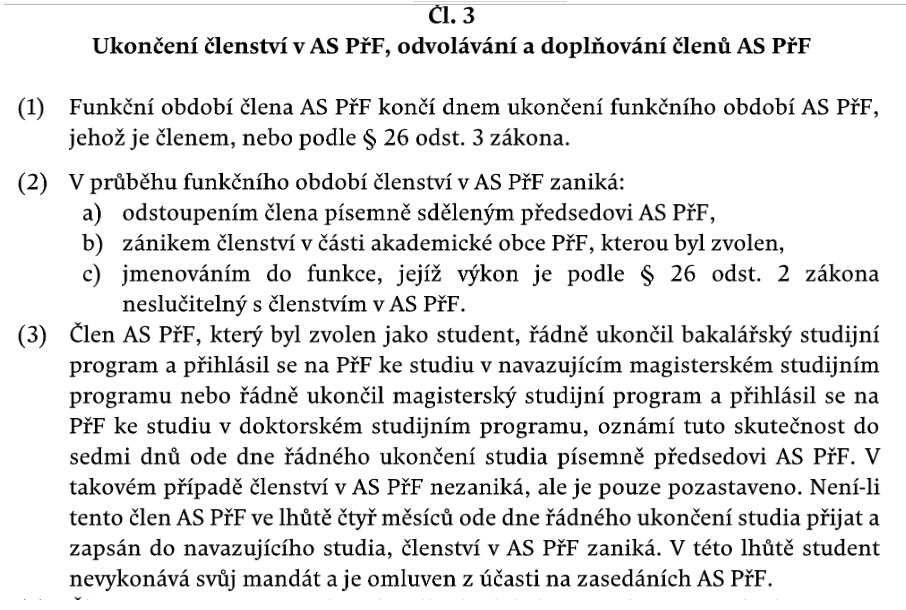 Čl. 3
Ukončení členství v AS PřF, odvolávání a doplňování členů AS PřF
(1) Funkční období člena AS PřF končí dnem ukončení funkčního období AS PřF,
jehož je členem, nebo podle § 26 odst. 3 zákona.
(2) V průběhu funkčního období členství v AS PřF zaniká:
a) odstoupením člena písemně sděleným předsedovi AS PřF,
b) zánikem členství v části akademické obce PřF, kterou byl zvolen,
c) jmenováním do funkce, jejíž výkon je podle § 26 odst. 2 zákona
neslučitelný s členstvím v AS PřF.
(3) Člen AS PřF, který byl zvolen jako student, řádně ukončil bakalářský studijní
program a přihlásil se na PřF ke studiu v navazujícím magisterském studijním
programu nebo řádně ukončil magisterský studijní program a přihlásil se na
PřF ke studiu v doktorském studijním programu, oznámí tuto skutečnost do
sedmi dnů ode dne řádného ukončení studia písemně předsedovi AS PřF. V
takovém případě členství v AS PřF nezaniká, ale je pouze pozastaveno. Není-li
tento člen AS PřF ve lhůtě čtyř měsíců ode dne řádného ukončení studia přijat a
zapsán do navazujícího studia, členství v AS PřF zaniká. V této lhůtě student
nevykonává svůj mandát a je omluven z účasti na zasedáních AS PřF.